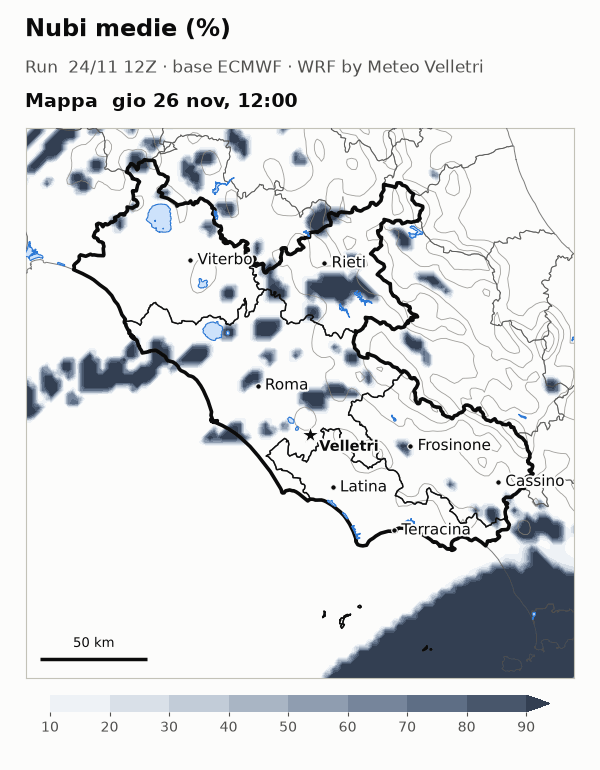 Nubi medie (%)
Run  24/11 12Z · base ECMWF · WRF by Meteo Velletri
Mappa  gio 26 nov, 12:00
Viterbo
Rieti
Roma
Velletri
Frosinone
Cassino
Latina
Terracina
50 km
10 20 30 40 50 60 70 80 90